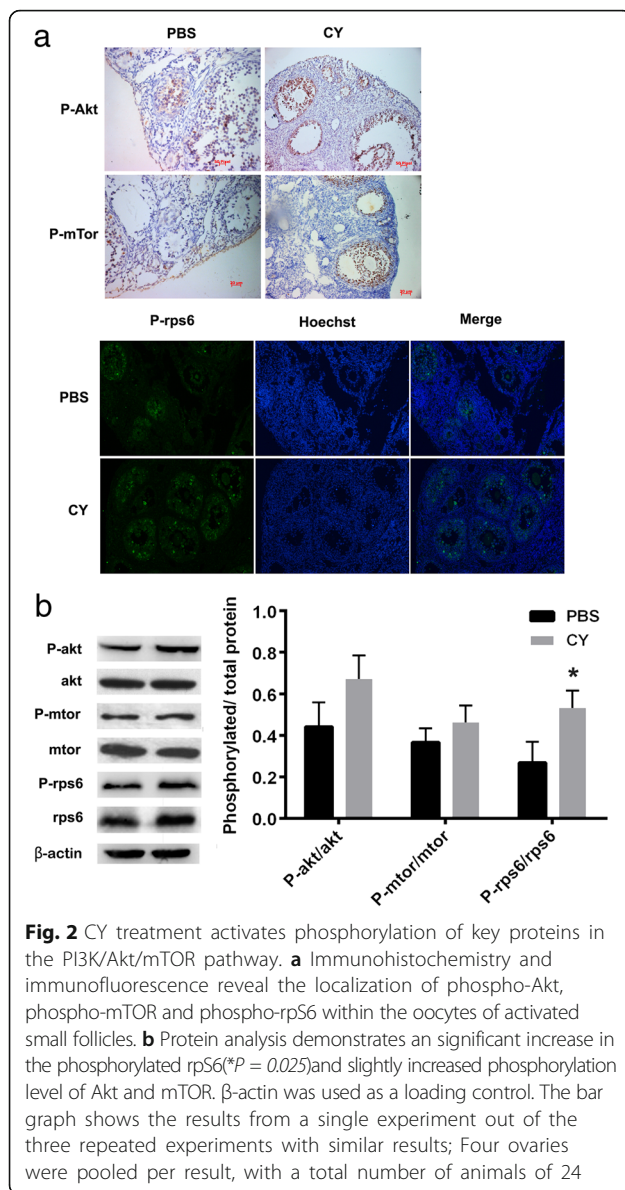 a
PBS
CY
P-Akt
P-mTor
P-rps6
Hoechst
Merge
PBS
CY
b
P-akt
akt
P-mtor
mtor
P-rps6
rps6
β-actin
Phosphorylated/ total protein
1.0
0.8
0.6
0.4
0.2
0.0
PBS
CY
*
P-akt/akt
P-mtor/mtor
P-rps6/rps6
Fig. 2 CY treatment activates phosphorylation of key proteins in
the PI3K/Akt/mTOR pathway. a Immunohistochemistry and
immunofluorescence reveal the localization of phospho-Akt,
phospho-mTOR and phospho-rpS6 within the oocytes of activated
small follicles. b Protein analysis demonstrates an significant increase in
the phosphorylated rpS6(*P = 0.025)and slightly increased phosphorylation
level of Akt and mTOR. β-actin was used as a loading control. The bar
graph shows the results from a single experiment out of the
three repeated experiments with similar results; Four ovaries
were pooled per result, with a total number of animals of 24